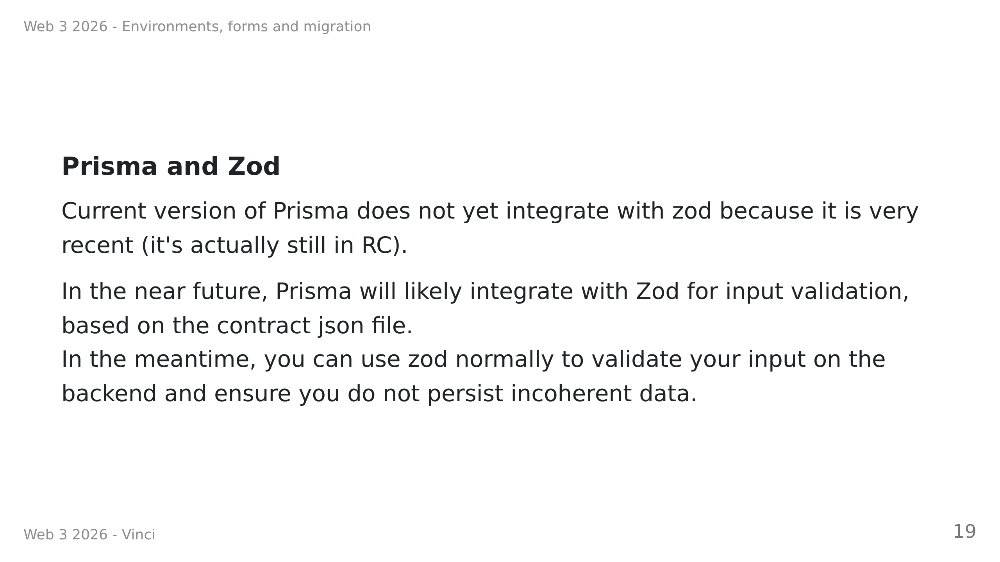 Web 3 2026 - Environments, forms and migration
Prisma and Zod
Current version of Prisma does not yet integrate with zod because it is very
recent (it's actually still in RC).
In the near future, Prisma will likely integrate with Zod for input validation,
based on the contract json file.
In the meantime, you can use zod normally to validate your input on the
backend and ensure you do not persist incoherent data.
Web 3 2026 - Vinci
19